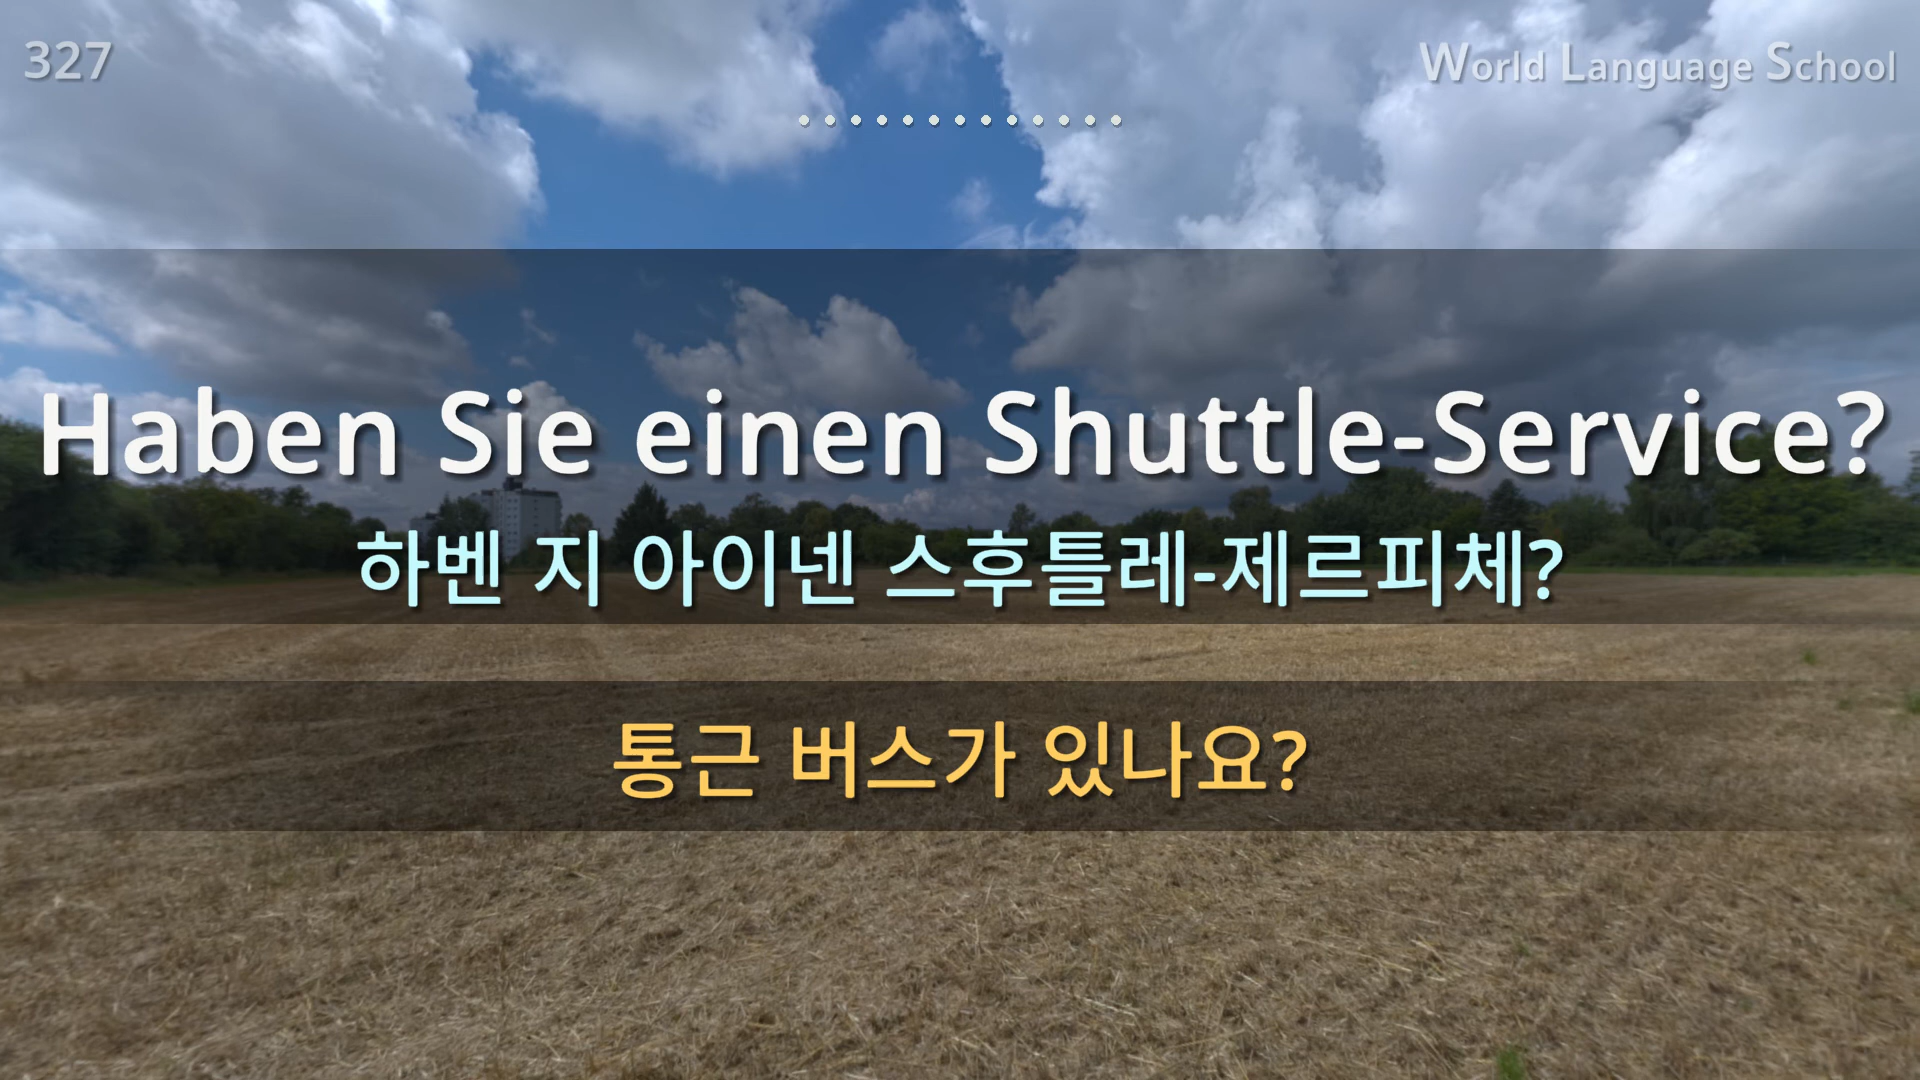 327
World Language School
Haben Sie einen Shuttle-Service?
하벤 지 아이넨 스후틀레-제르피체?
통근 버스가 있나요?